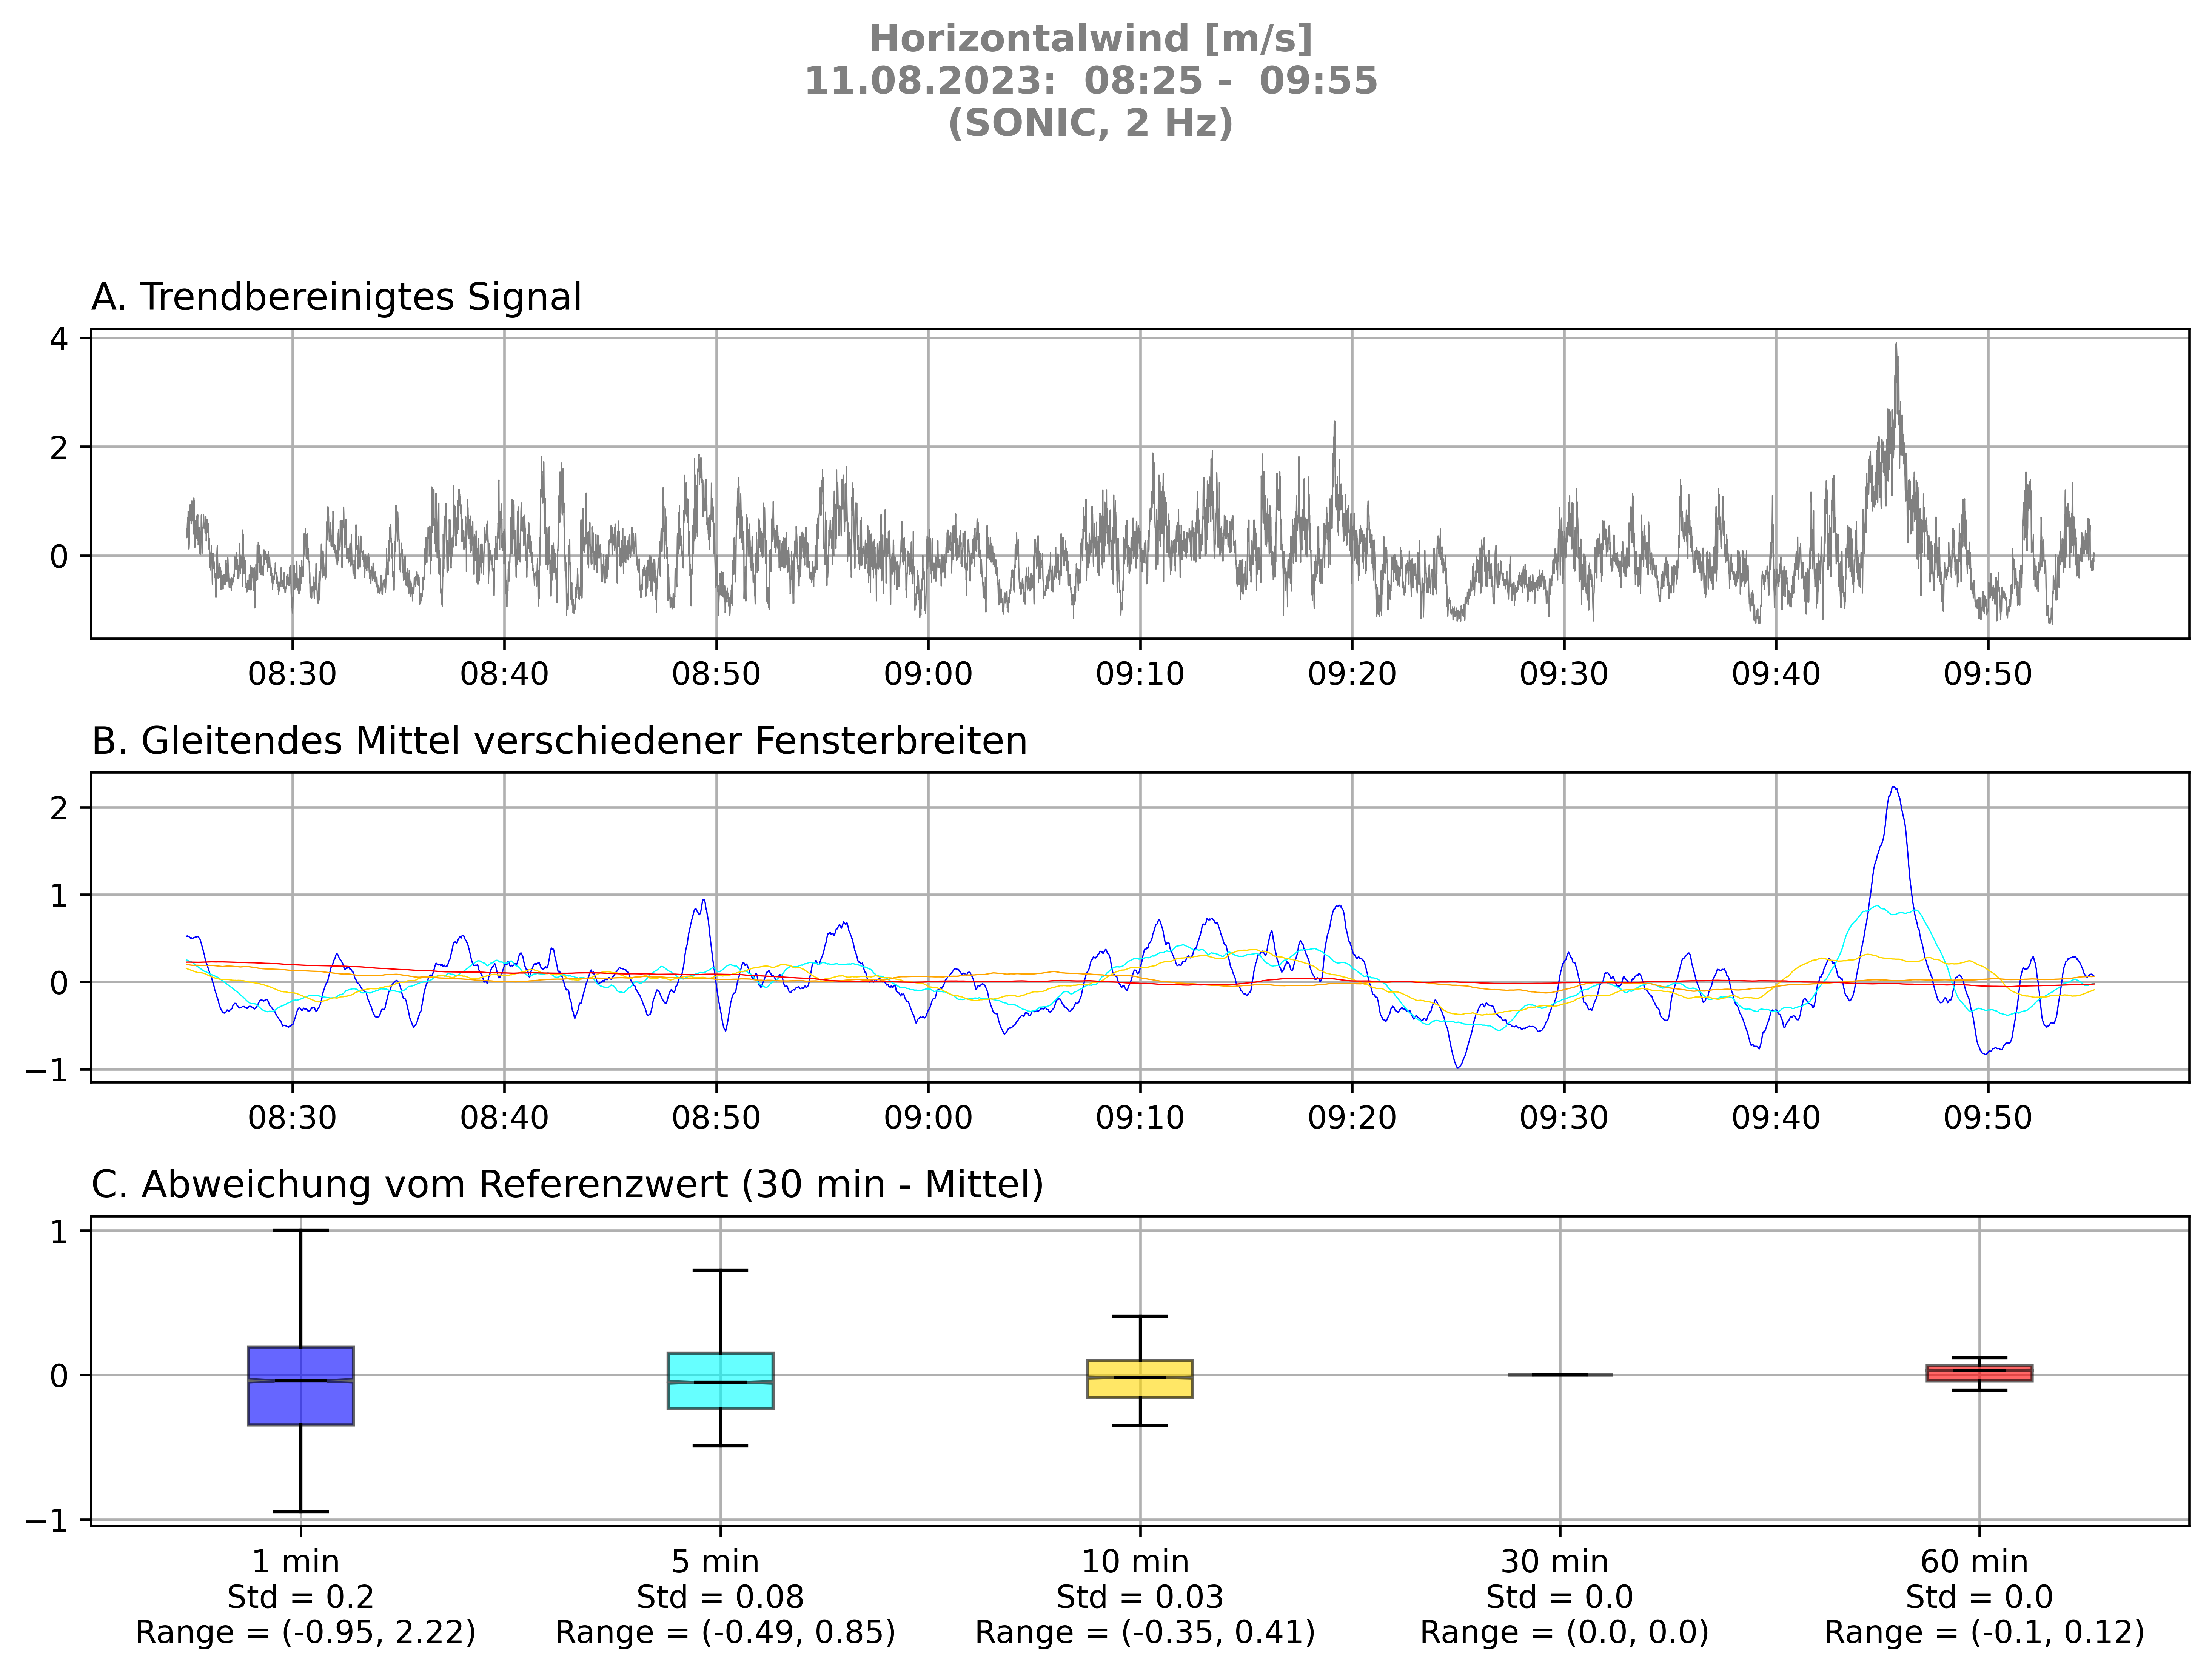 Horizontalwind [m/s]
11.08.2023:  08:25 -  09:55
(SONIC, 2 Hz)
A. Trendbereinigtes Signal
4
2
0
08:30 08:40 08:50 09:00 09:10 09:20 09:30 09:40 09:50
B. Gleitendes Mittel verschiedener Fensterbreiten
2
1
0
−1
08:30 08:40 08:50 09:00 09:10 09:20 09:30 09:40 09:50
C. Abweichung vom Referenzwert (30 min - Mittel)
1
0
−1
1 min 5 min 10 min 30 min 60 min
Std = 0.2 Std = 0.08 Std = 0.03 Std = 0.0 Std = 0.0
Range = (-0.95, 2.22) Range = (-0.49, 0.85) Range = (-0.35, 0.41) Range = (0.0, 0.0) Range = (-0.1, 0.12)